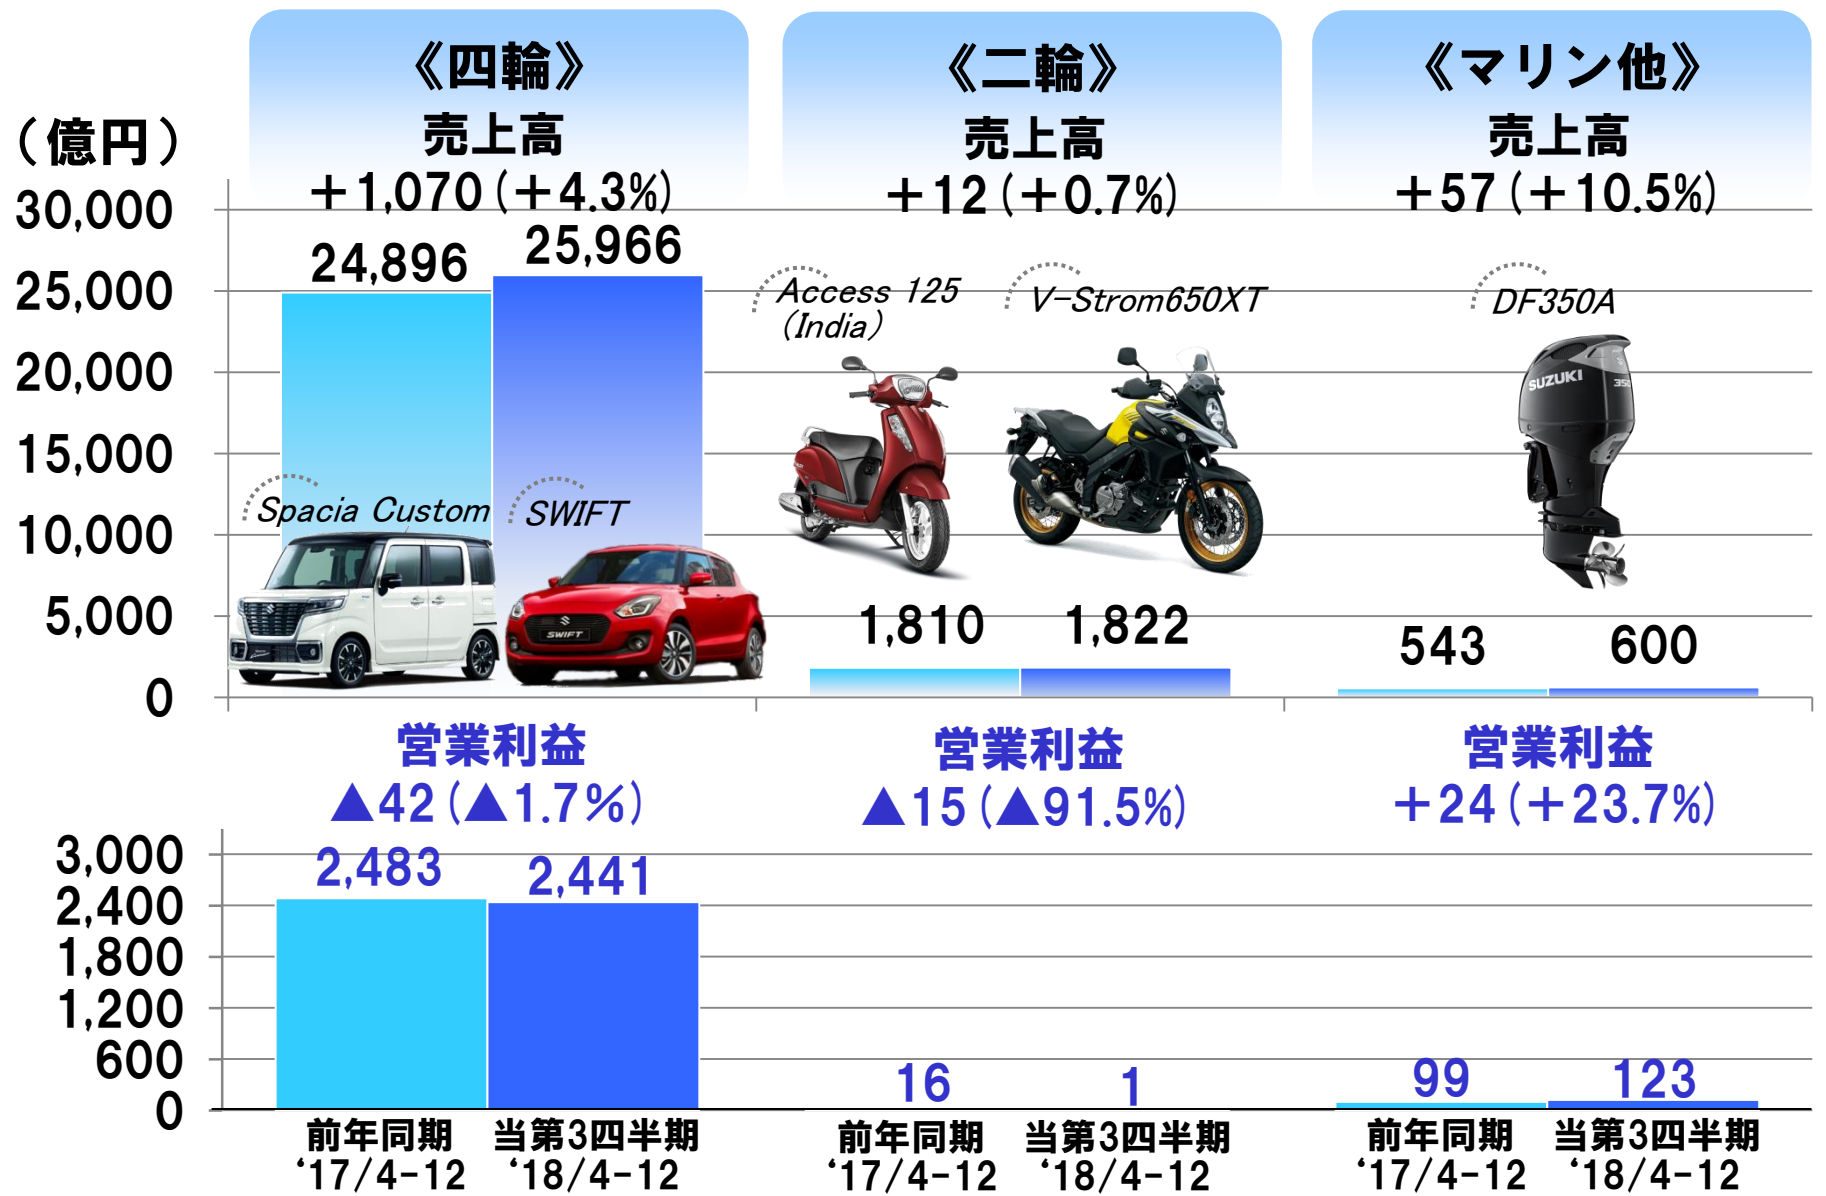 《四輪》
売上高
＋1,070（＋4.3%）
《二輪》
売上高
＋12（＋0.7%）
《マリン他》
売上高
＋57（＋10.5%）
（億円）
30,000
25,000
20,000
15,000
10,000
5,000
0
24,896
25,966
Spacia Custom
SWIFT
SWIFT
Access 125
（India）
V-Strom650XT
1,810
1,822
DF350A
SUZUKI
350
543
600
営業利益
▲42（▲1.7%）
営業利益
▲15（▲91.5%）
営業利益
＋24（＋23.7%）
3,000
2,400
1,800
1,200
600
0
2,483
2,441
16
1
99
123
前年同期
‘17/4-12
当第3四半期
‘18/4-12
前年同期
‘17/4-12
当第3四半期
‘18/4-12
前年同期
‘17/4-12
当第3四半期
‘18/4-12